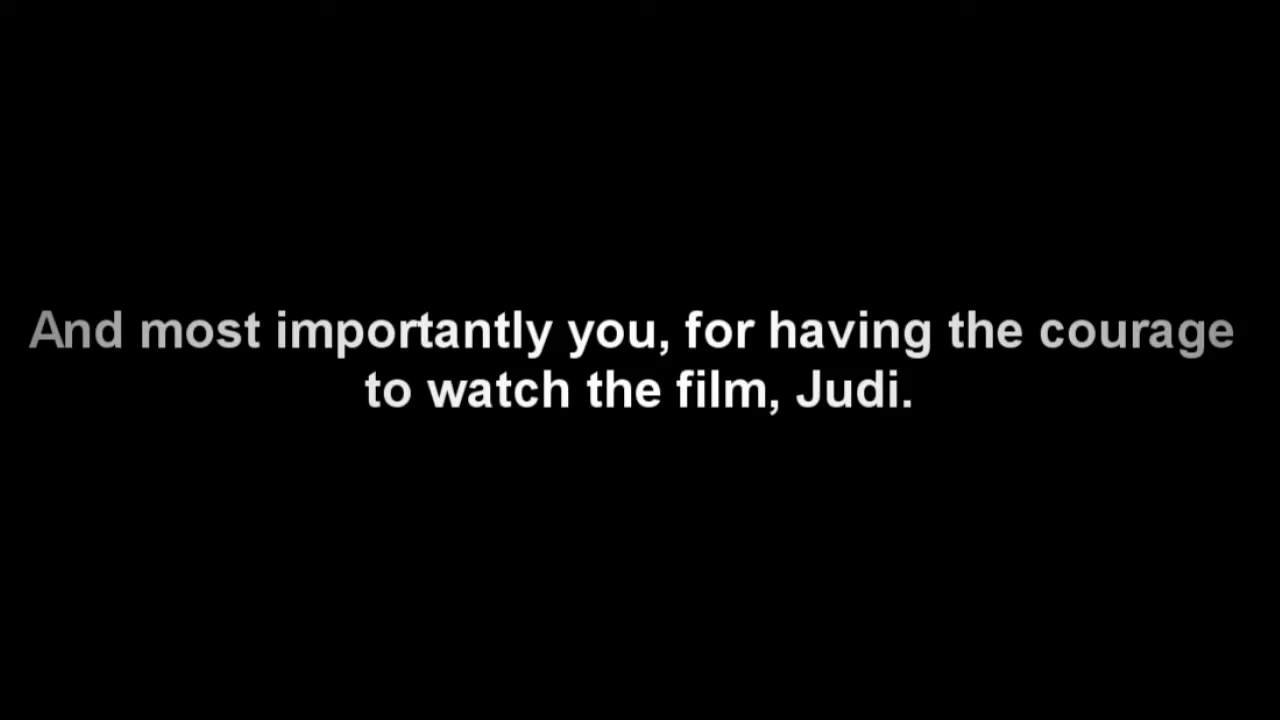 And most importantly you, for having the courage
to watch the film, Judi.